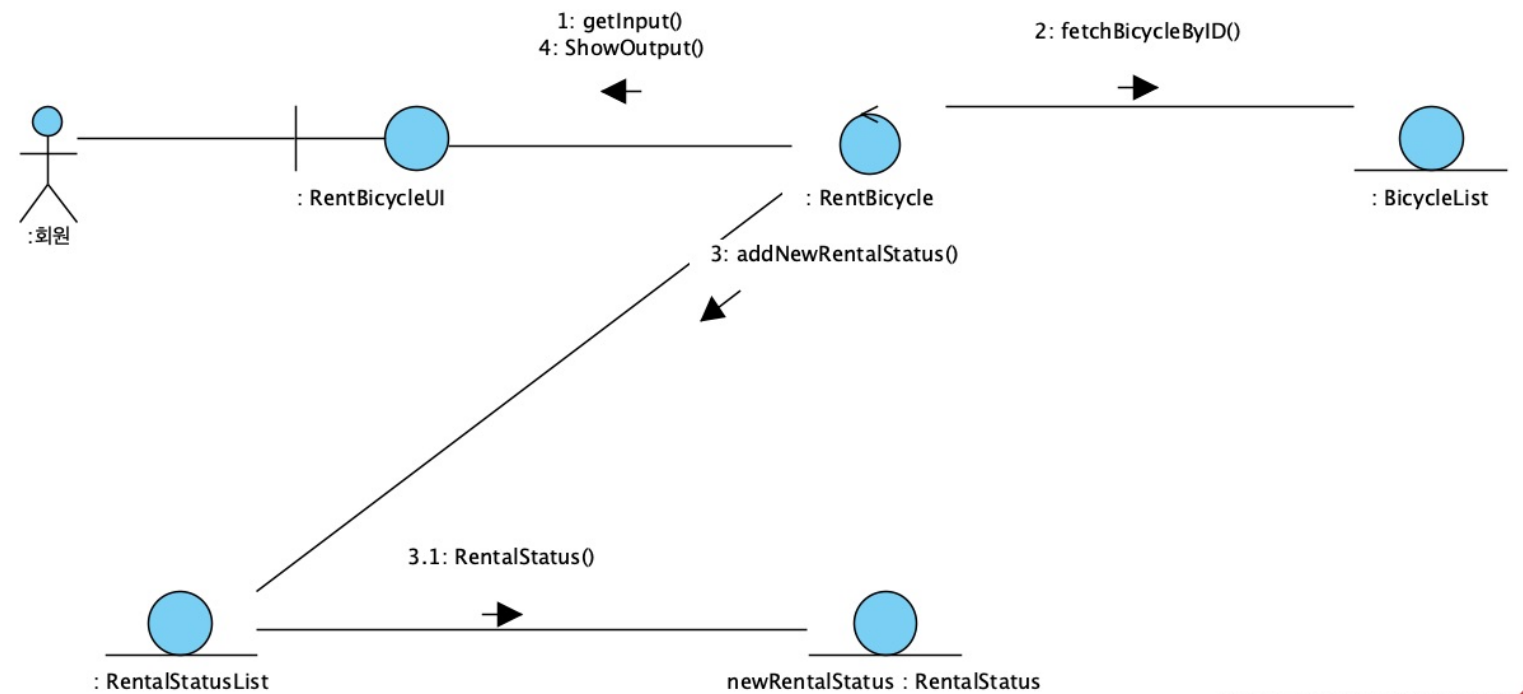 1: getInput()
4: ShowOutput()
2: fetchBicycleByID()
: RentBicycleUI
: RentBicycle
: BicycleList
:회원
3: addNewRentalStatus()
3.1: RentalStatus()
: RentalStatusList
newRentalStatus : RentalStatus